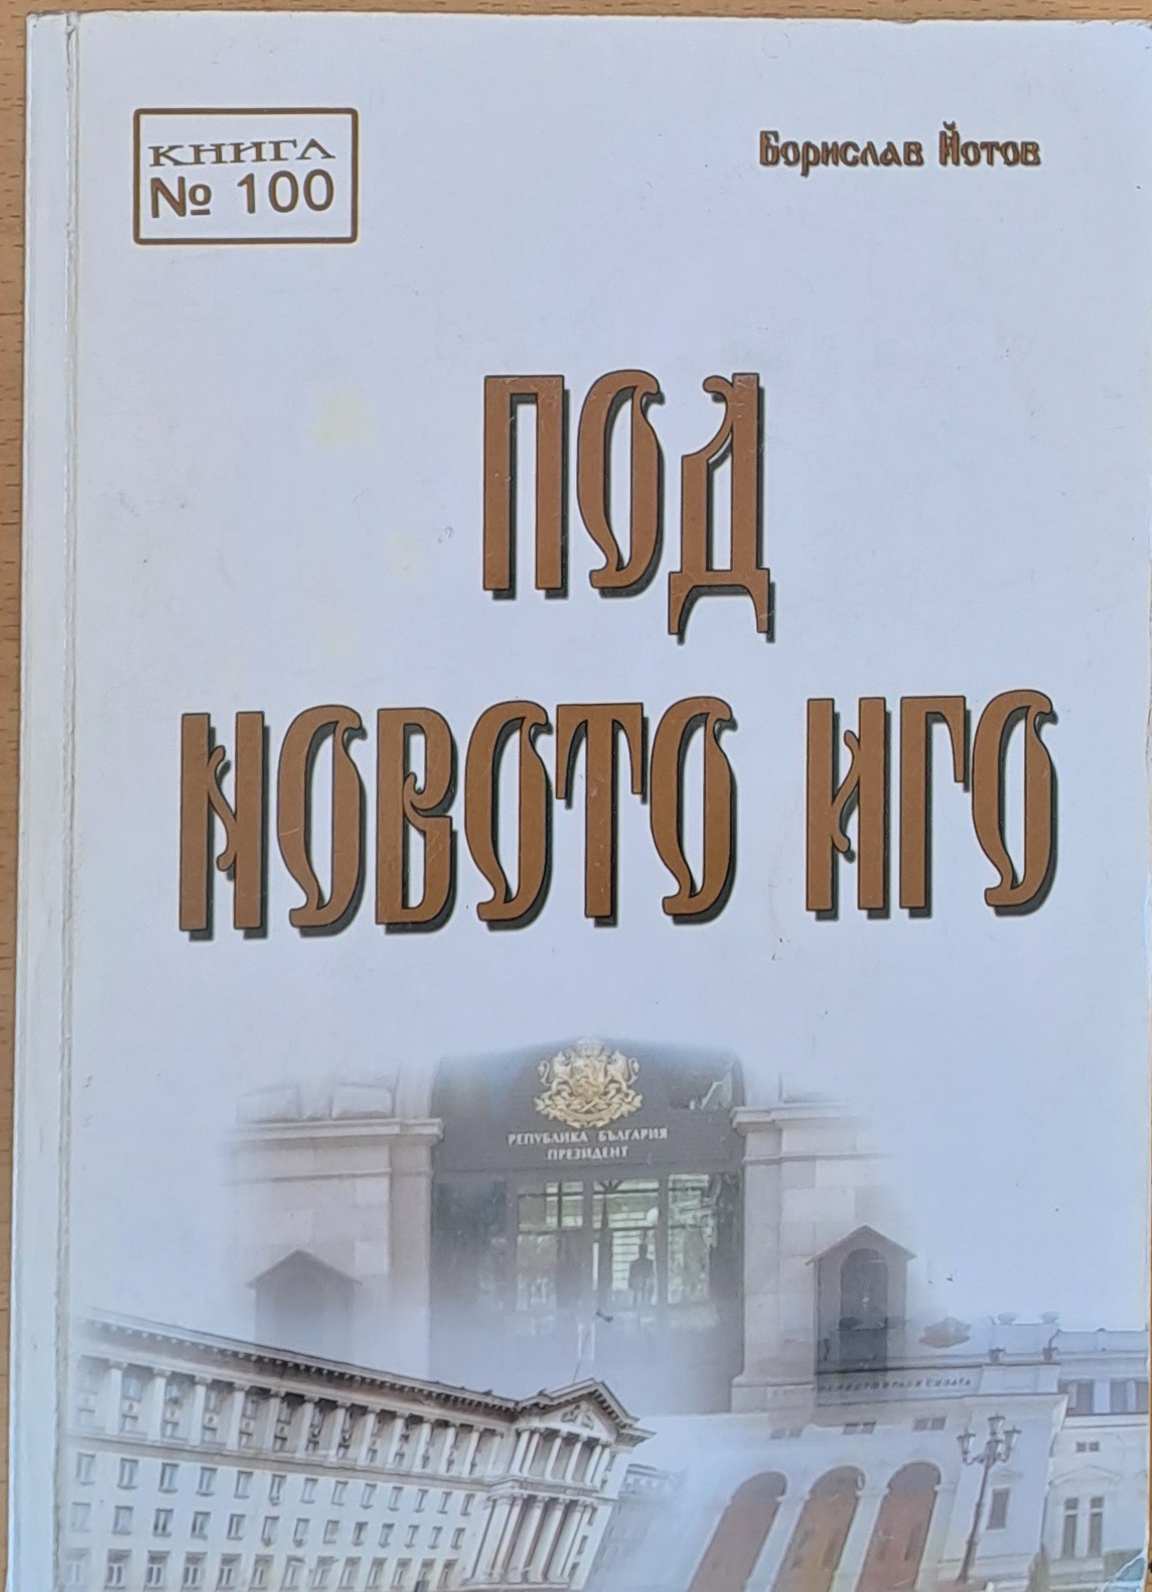 КНИГА
№ 100
Борислав Йотов
ПОД
НОВОТО ИГО
РЕПУБЛИКА БЪЛГАРИЯ
ПРЕЗИДЕНТ